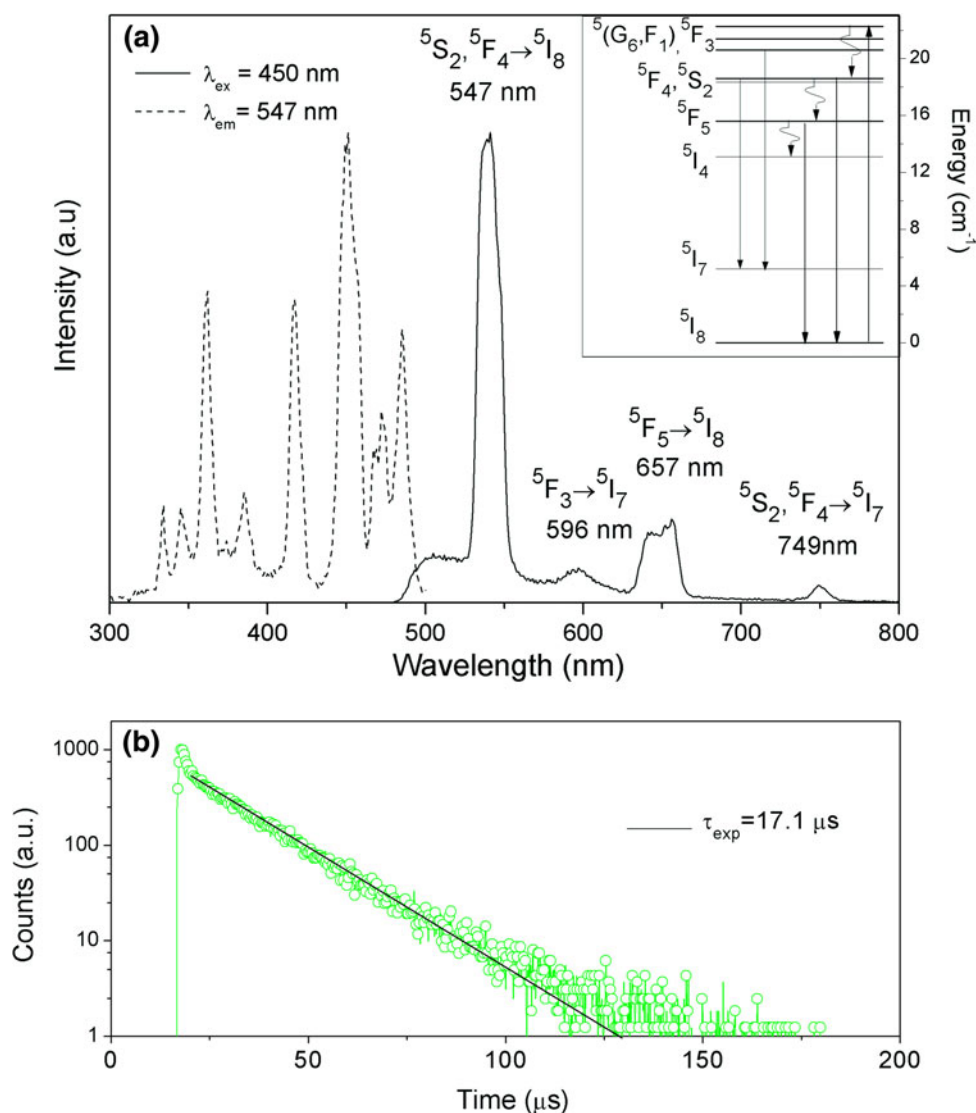 (a)
λex = 450 nm
λem = 547 nm
⁵S₂, ⁵F₄→⁵I₈
547 nm
⁵F₃→⁵I₇
596 nm
⁵F₅→⁵I₈
657 nm
⁵S₂, ⁵F₄→⁵I₇
749nm
⁵(G₆,F₁) ⁵F₃
⁵F₄, ⁵S₂
⁵F₅
⁵I₄
⁵I₇
⁵I₈
20
16
12
8
4
0
Energy (cm⁻¹)
Intensity (a.u)
300 400 500 600 700 800
Wavelength (nm)
(b)
τexp=17.1 μs
1000
100
10
1
Counts (a.u.)
0 25 50 75 100 125 150 200
Time (μs)